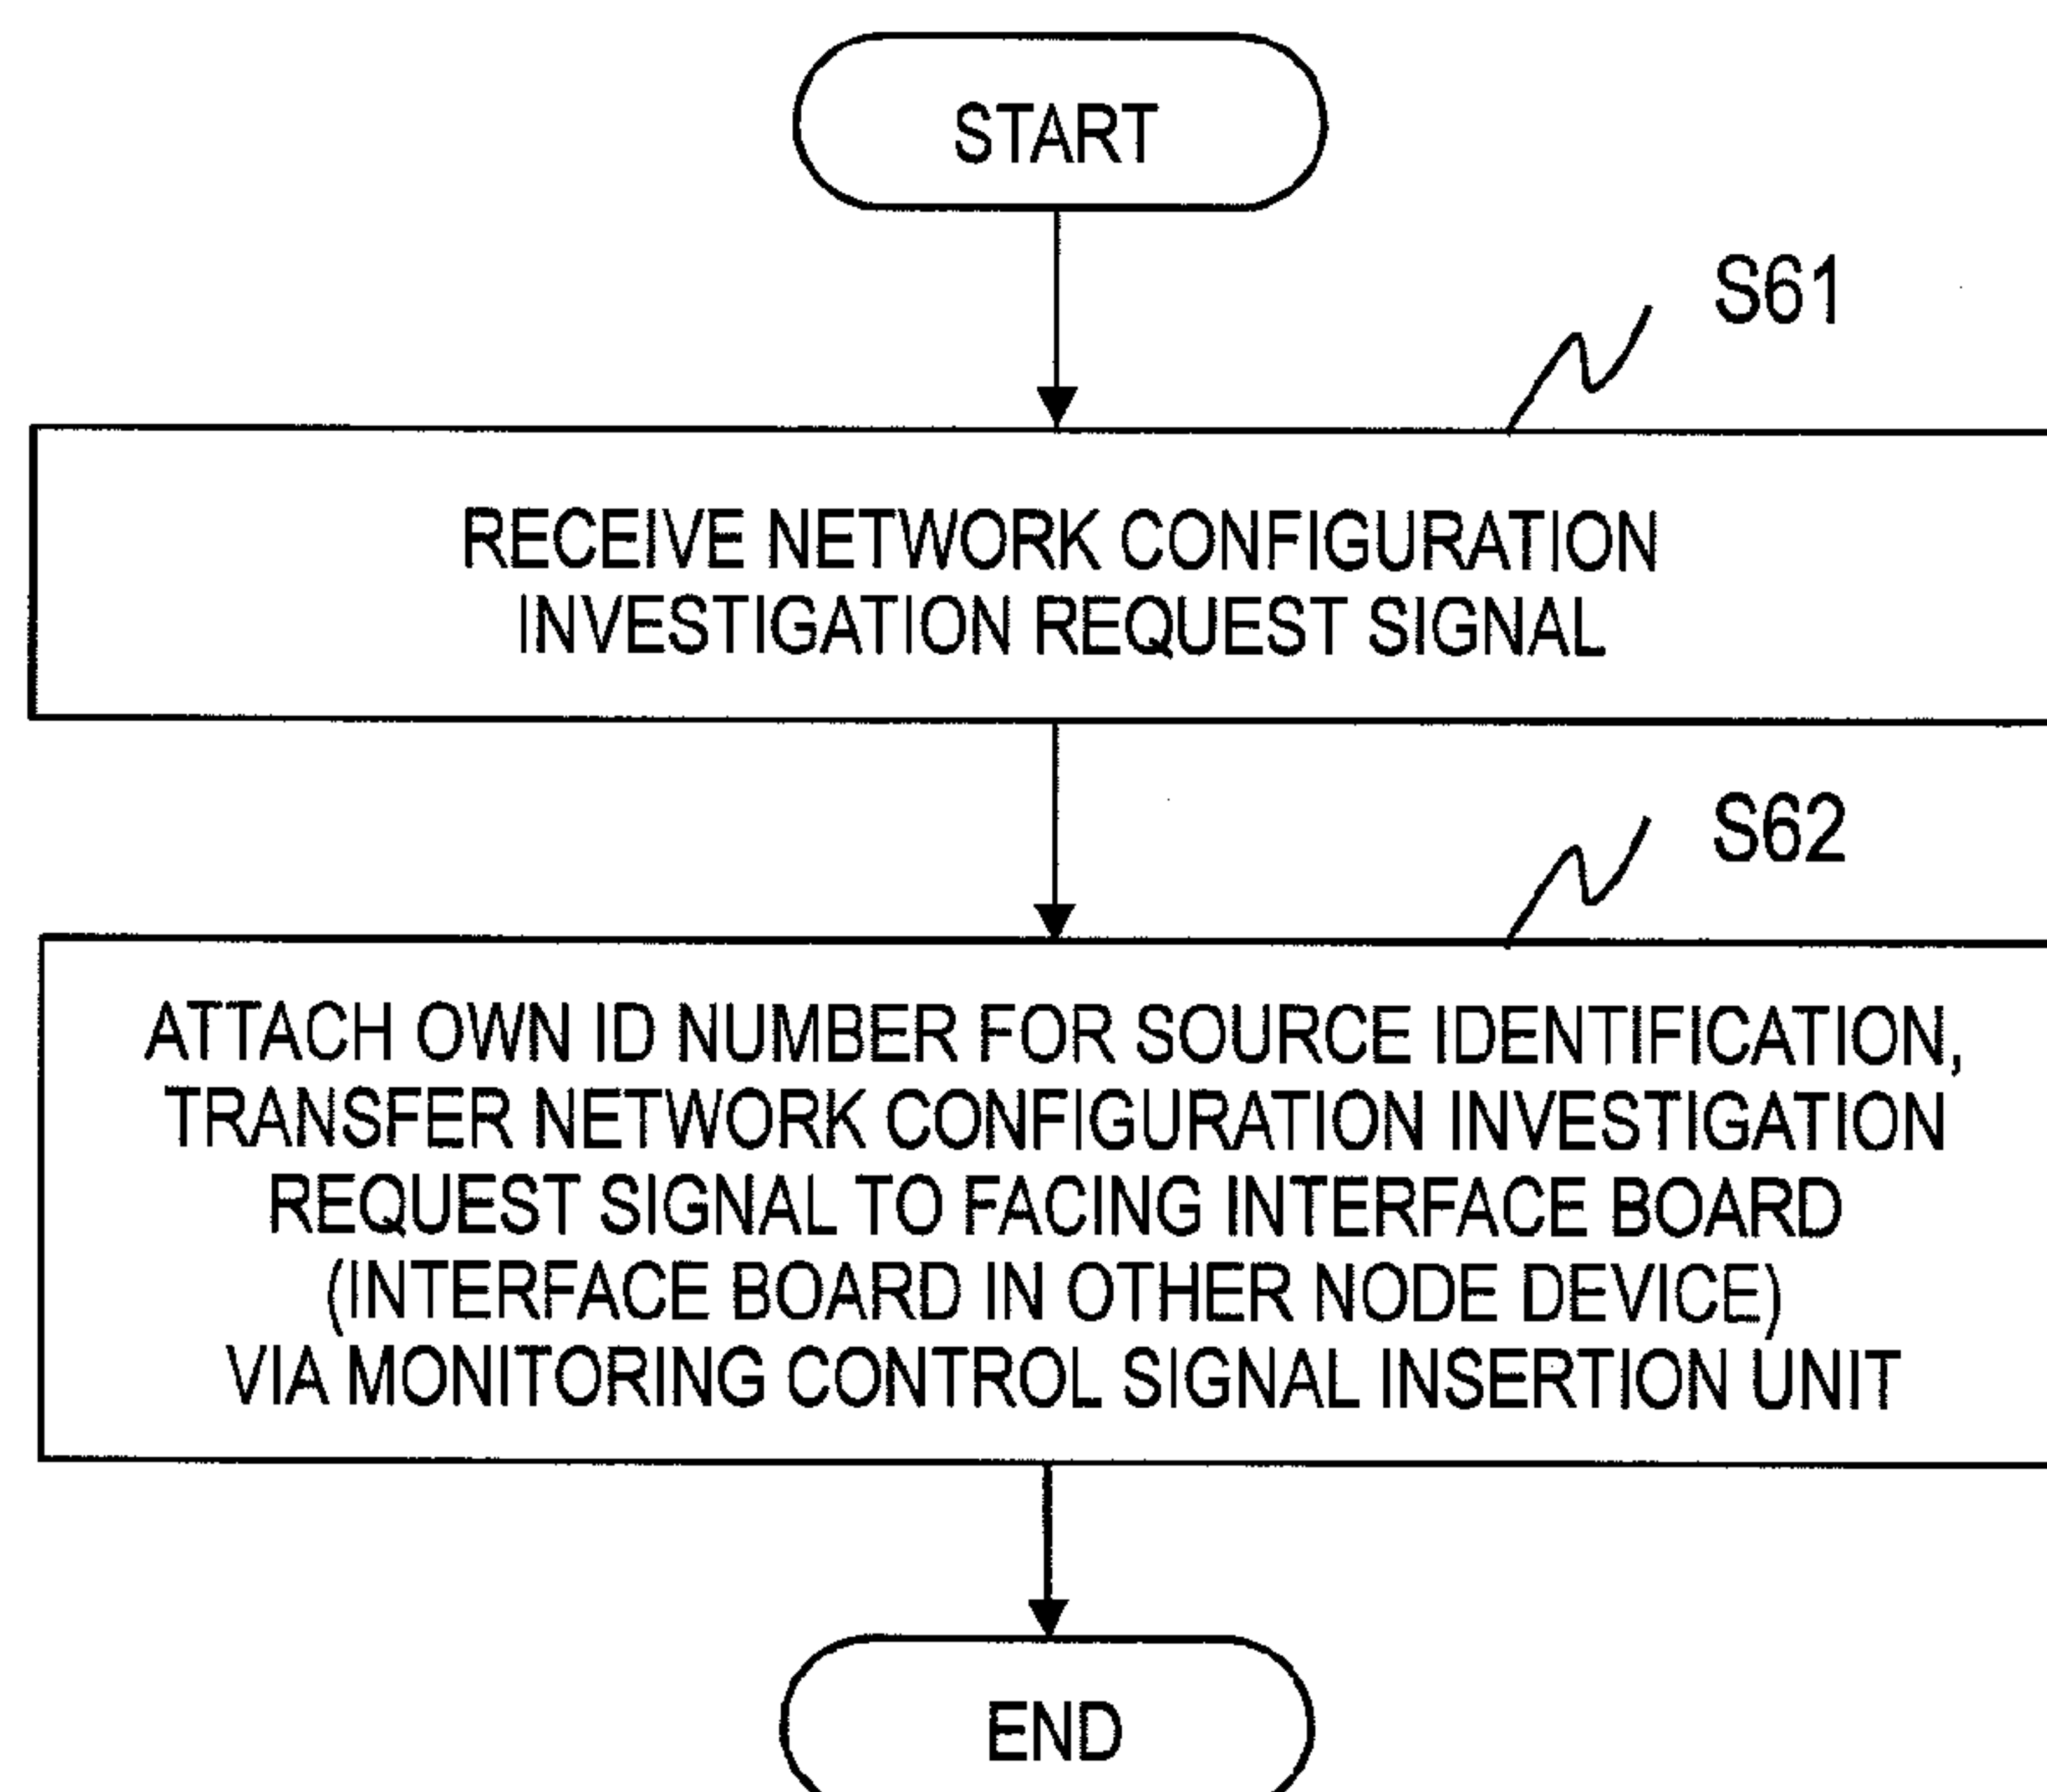 START
S61
RECEIVE NETWORK CONFIGURATION
INVESTIGATION REQUEST SIGNAL
S62
ATTACH OWN ID NUMBER FOR SOURCE IDENTIFICATION,
TRANSFER NETWORK CONFIGURATION INVESTIGATION
REQUEST SIGNAL TO FACING INTERFACE BOARD
(INTERFACE BOARD IN OTHER NODE DEVICE)
VIA MONITORING CONTROL SIGNAL INSERTION UNIT
END